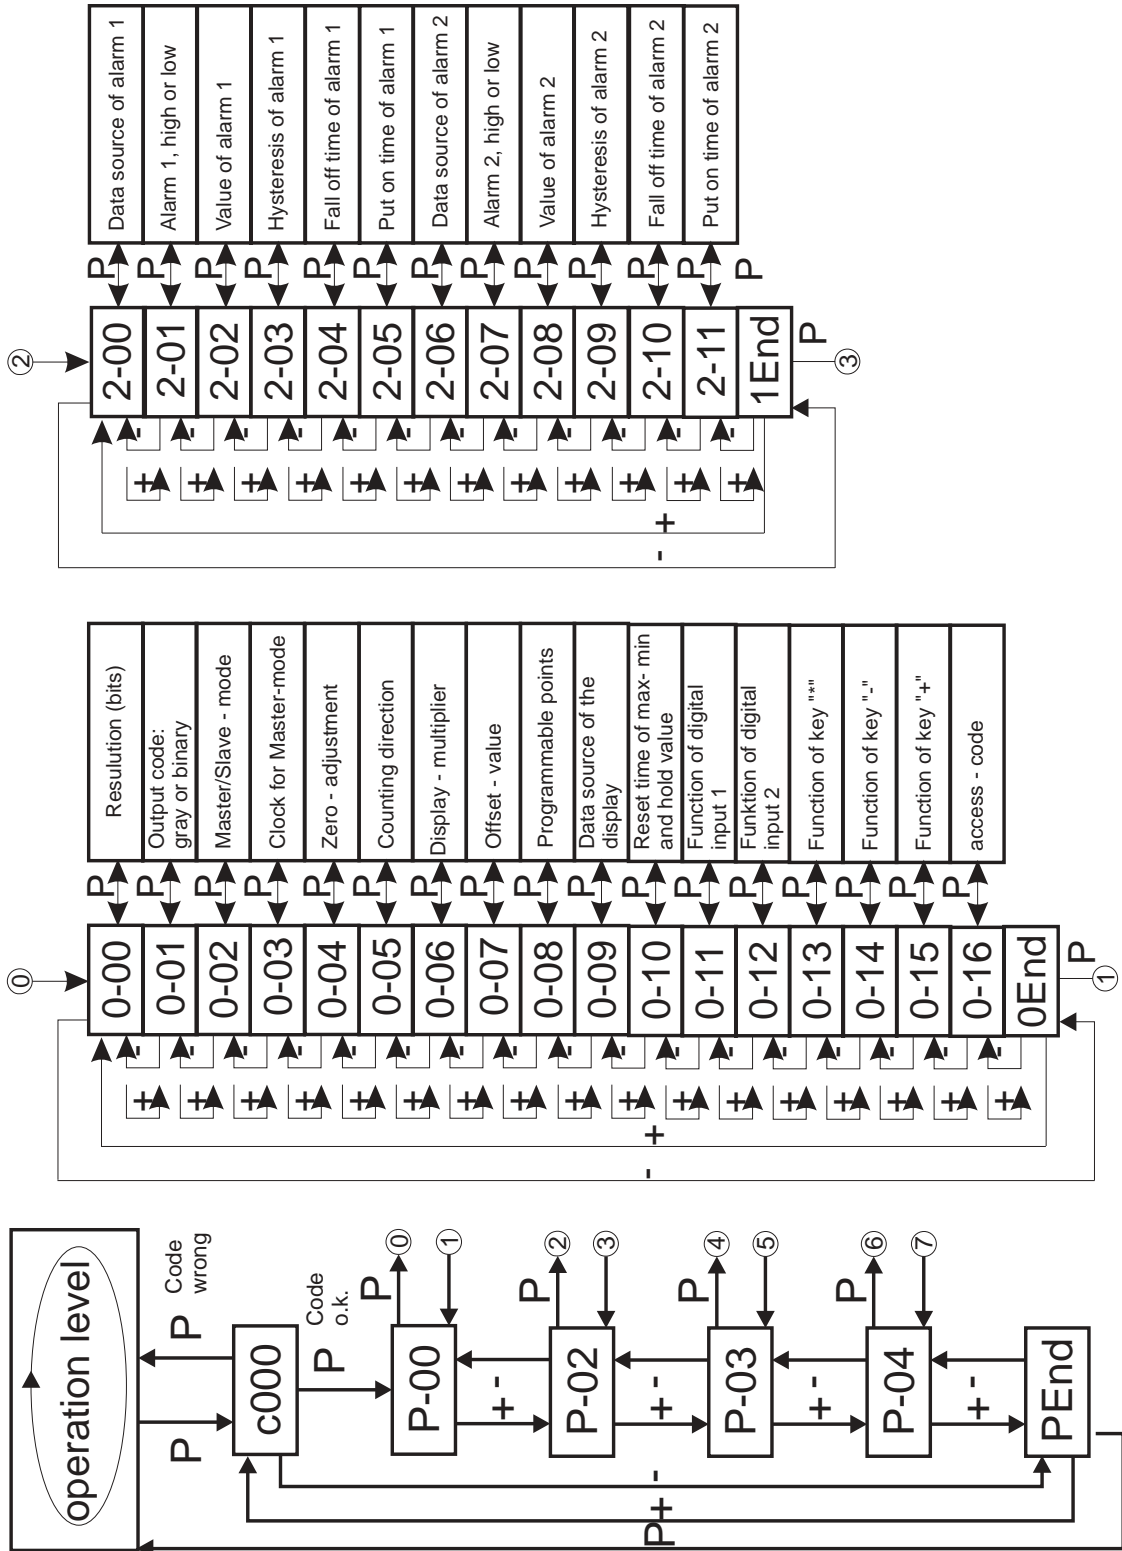 operation level
P
P
Code
wrong
c000
P
Code
o.k.
P-00
P
0
1
+ -
P-02
P
2
3
+ -
P-03
P
4
5
+ -
P-04
P
6
7
+ -
PEnd
P
+
-
0
0-00 P Resulution (bits)
+ -
0-01 P Output code:
gray or binary
+ -
0-02 P Master/Slave - mode
+ -
0-03 P Clock for Master-mode
+ -
0-04 P Zero - adjustment
+ -
0-05 P Counting direction
+ -
0-06 P Display - multiplier
+ -
0-07 P Offset - value
+ -
0-08 P Programmable points
+ -
0-09 P Data source of the
display
+ -
0-10 P Reset time of max- min
and hold value
+ -
0-11 P Function of digital
input 1
+ -
0-12 P Funktion of digital
input 2
+ -
0-13 P Function of key "*"
+ -
0-14 P Function of key "-"
+ -
0-15 P Function of key "+"
+ -
0-16 P access - code
+ -
0End
- +
P
1
2
2-00 P Data source of alarm 1
+ -
2-01 P Alarm 1, high or low
+ -
2-02 P Value of alarm 1
+ -
2-03 P Hysteresis of alarm 1
+ -
2-04 P Fall off time of alarm 1
+ -
2-05 P Put on time of alarm 1
+ -
2-06 P Data source of alarm 2
+ -
2-07 P Alarm 2, high or low
+ -
2-08 P Value of alarm 2
+ -
2-09 P Hysteresis of alarm 2
+ -
2-10 P Fall off time of alarm 2
+ -
2-11 P Put on time of alarm 2
+ -
1End P
- +
P
3